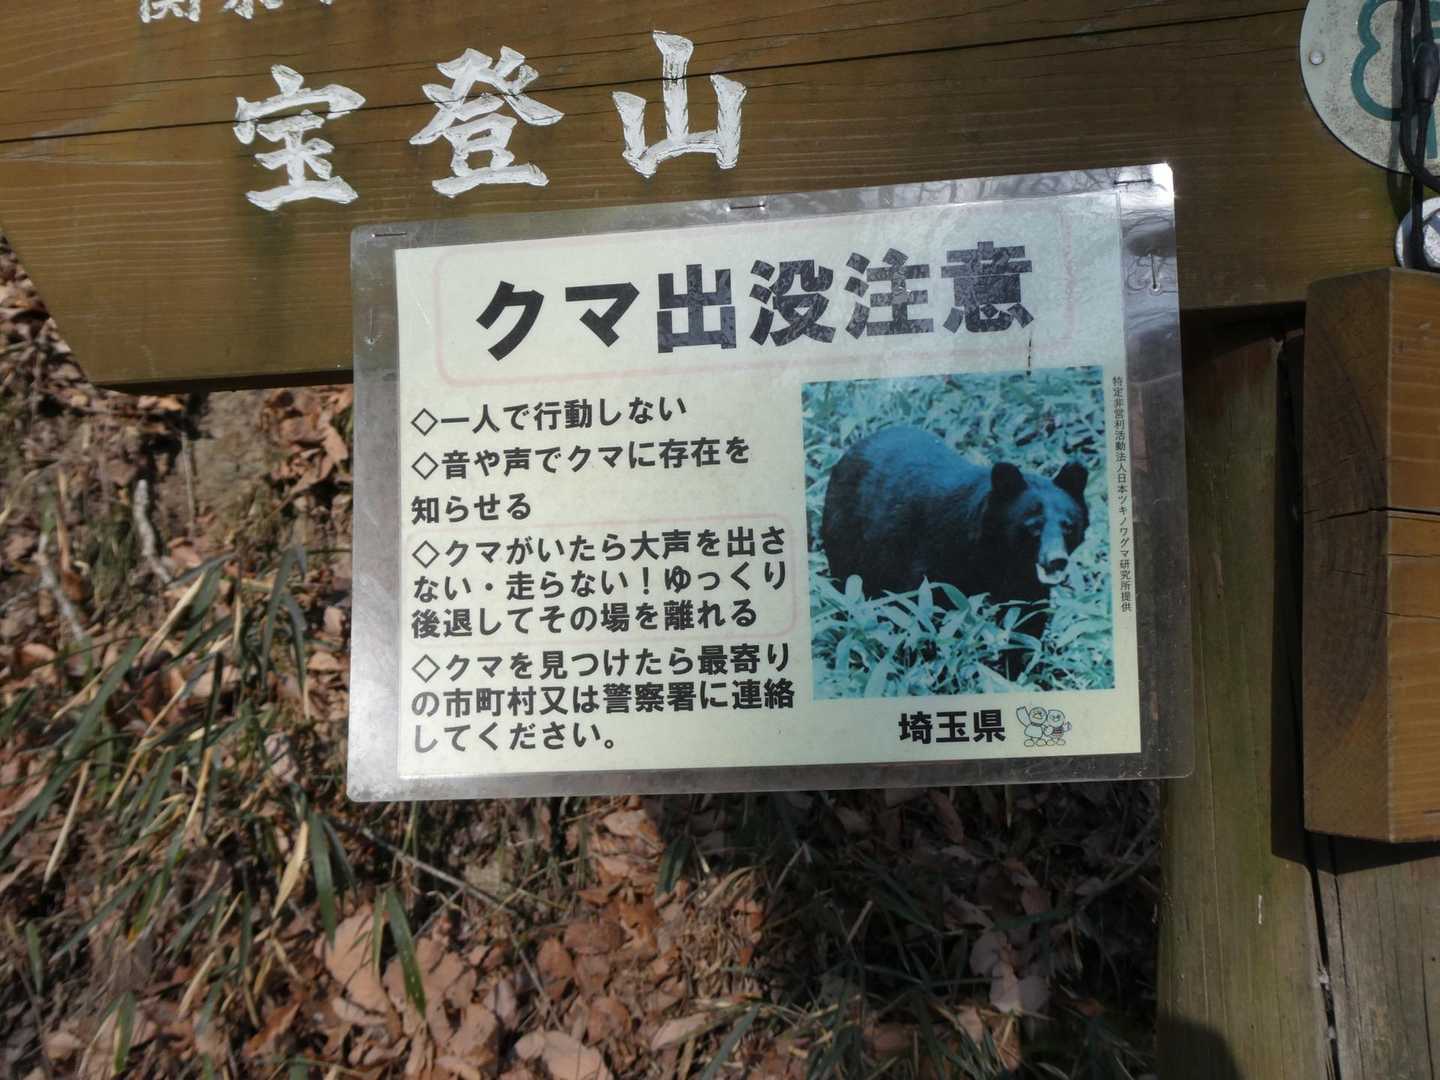 宝登山
クマ出没注意
◇一人で行動しない
◇音や声でクマに存在を
知らせる
◇クマがいたら大声を出さ
ない・走らない！ゆっくり
後退してその場を離れる
◇クマを見つけたら最寄り
の市町村又は警察署に連絡
してください。
特定非営利活動法人日本ツキノワグマ研究所提供
埼玉県